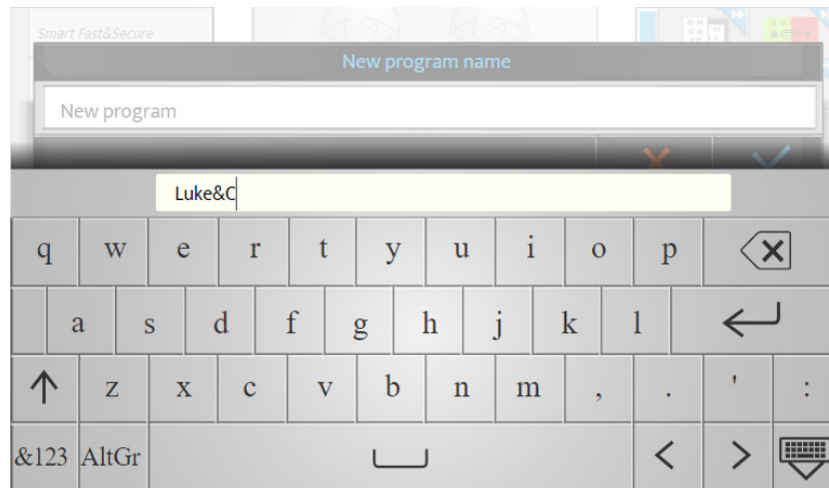 Smart Fast&Secure
New program name
New program
Luke&C
q w e r t y u i o p
a s d f g h j k l
z x c v b n m , . ' :
&123 AltGr < >